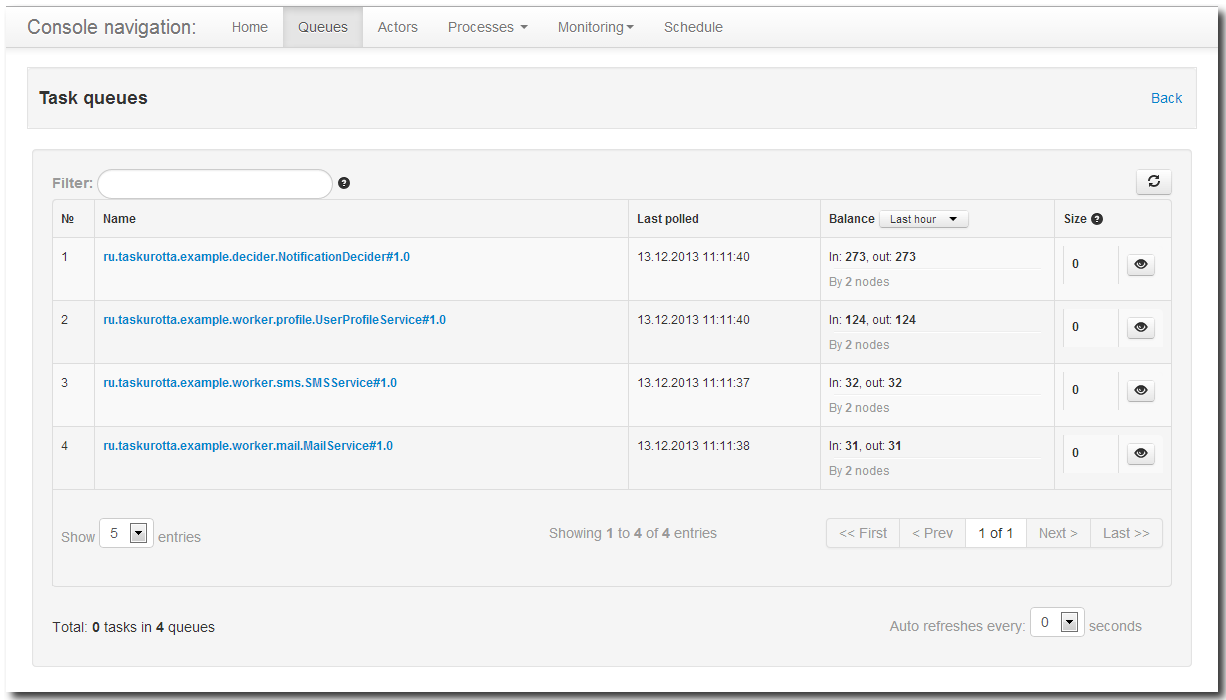 Console navigation: Home Queues Actors Processes Monitoring Schedule
Task queues Back
Filter:
№ Name Last polled Balance Last hour Size
1 ru.taskurotta.example.decider.NotificationDecider#1.0 13.12.2013 11:11:40 In: 273, out: 273 0
By 2 nodes
2 ru.taskurotta.example.worker.profile.UserProfileService#1.0 13.12.2013 11:11:40 In: 124, out: 124 0
By 2 nodes
3 ru.taskurotta.example.worker.sms.SMSService#1.0 13.12.2013 11:11:37 In: 32, out: 32 0
By 2 nodes
4 ru.taskurotta.example.worker.mail.MailService#1.0 13.12.2013 11:11:38 In: 31, out: 31 0
By 2 nodes
Show 5 entries Showing 1 to 4 of 4 entries << First < Prev 1 of 1 Next > Last >>
Total: 0 tasks in 4 queues Auto refreshes every: 0 seconds